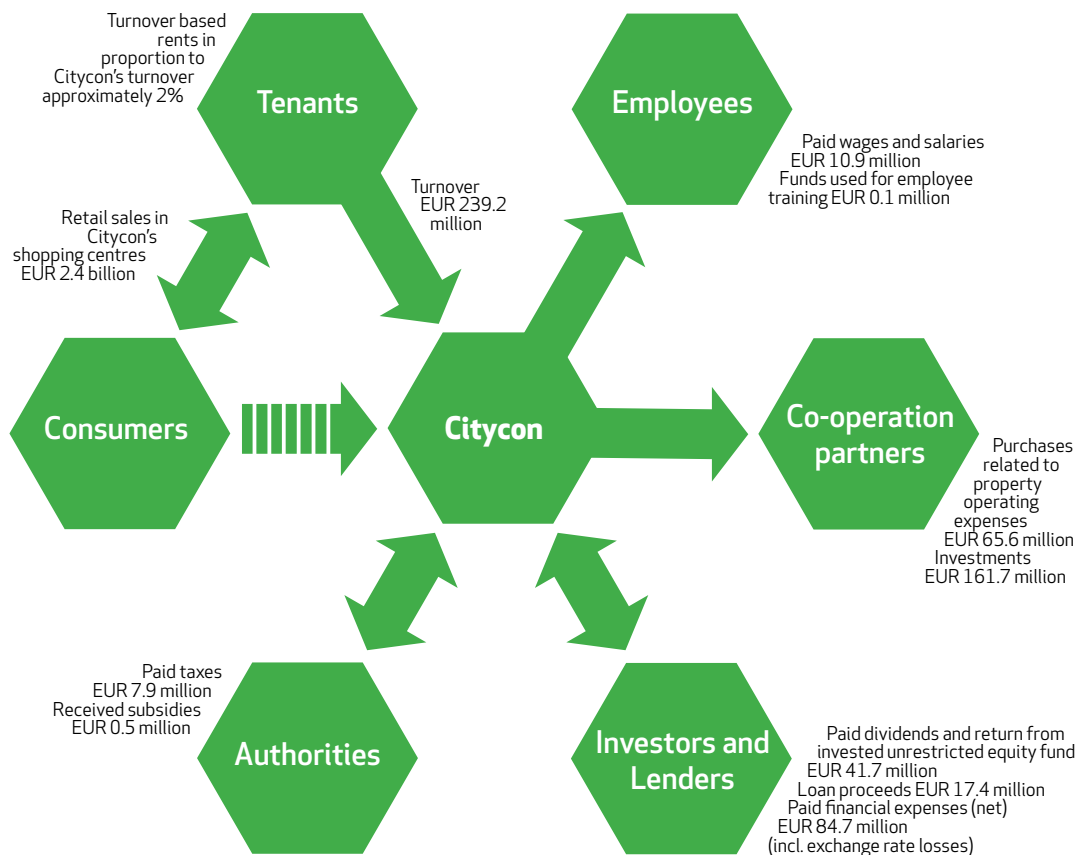 Turnover based
rents in
proportion to
Citycon's turnover
approximately 2%
Tenants
Employees
Paid wages and salaries
EUR 10.9 million
Funds used for employee
training EUR 0.1 million
Turnover
EUR 239.2
million
Retail sales in
Citycon's
shopping centres
EUR 2.4 billion
Consumers
Citycon
Co-operation
partners
Purchases
related to
property
operating
expenses
EUR 65.6 million
Investments
EUR 161.7 million
Paid taxes
EUR 7.9 million
Received subsidies
EUR 0.5 million
Authorities
Investors and
Lenders
Paid dividends and return from
invested unrestricted equity fund
EUR 41.7 million
Loan proceeds EUR 17.4 million
Paid financial expenses (net)
EUR 84.7 million
(incl. exchange rate losses)